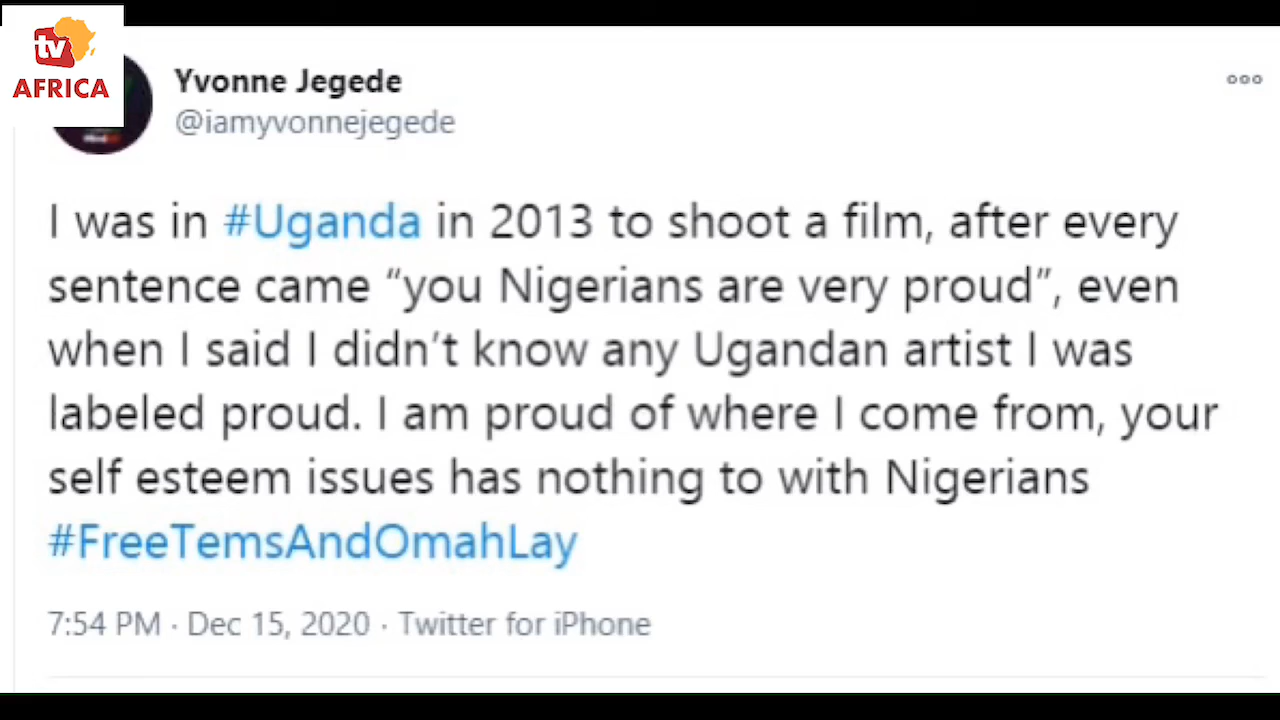 tv
AFRICA
Yvonne Jegede
@iamyvonnejegede
I was in #Uganda in 2013 to shoot a film, after every
sentence came “you Nigerians are very proud”, even
when I said I didn’t know any Ugandan artist I was
labeled proud. I am proud of where I come from, your
self esteem issues has nothing to with Nigerians
#FreeTemsAndOmahLay
7:54 PM · Dec 15, 2020 · Twitter for iPhone